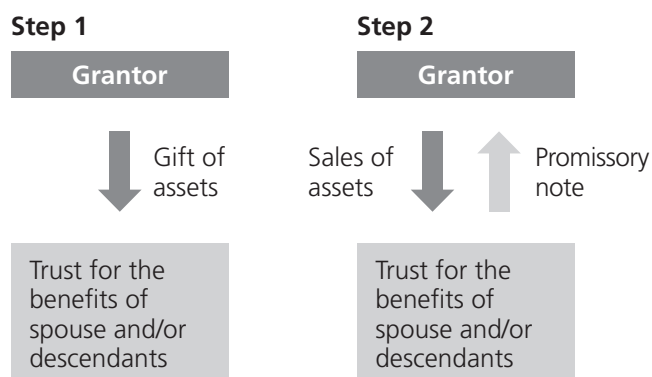 Step 1
Grantor
Gift of
assets
Trust for the
benefits of
spouse and/or
descendants
Step 2
Grantor
Sales of
assets
Promissory
note
Trust for the
benefits of
spouse and/or
descendants